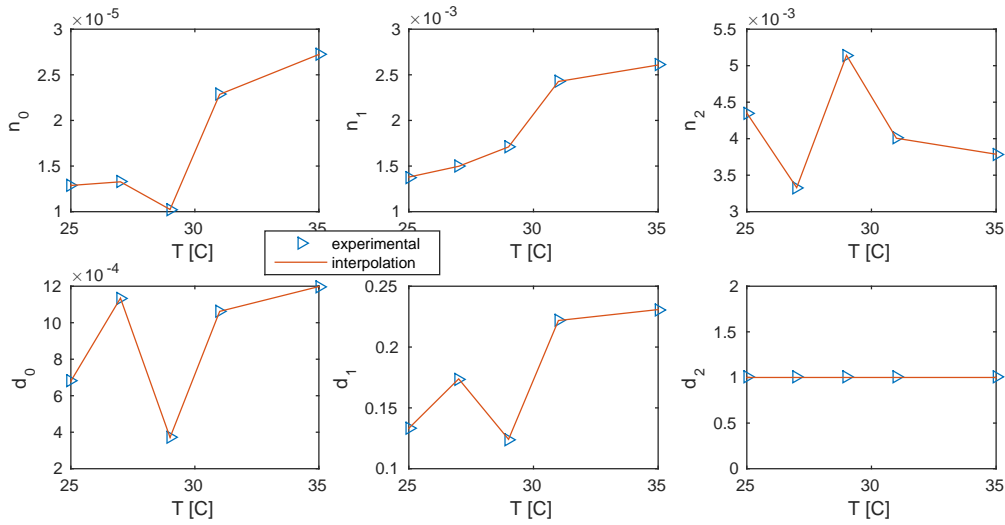 ×10^-5
3
2.5
2
1.5
1
25 30 35
T [C]
n_0
×10^-3
3
2.5
2
1.5
1
25 30 35
T [C]
n_1
×10^-3
5.5
5
4.5
4
3.5
3
25 30 35
T [C]
n_2
experimental
interpolation
×10^-4
12
10
8
6
4
2
25 30 35
T [C]
d_0
0.25
0.2
0.15
0.1
25 30 35
T [C]
d_1
2
1.5
1
0.5
0
25 30 35
T [C]
d_2